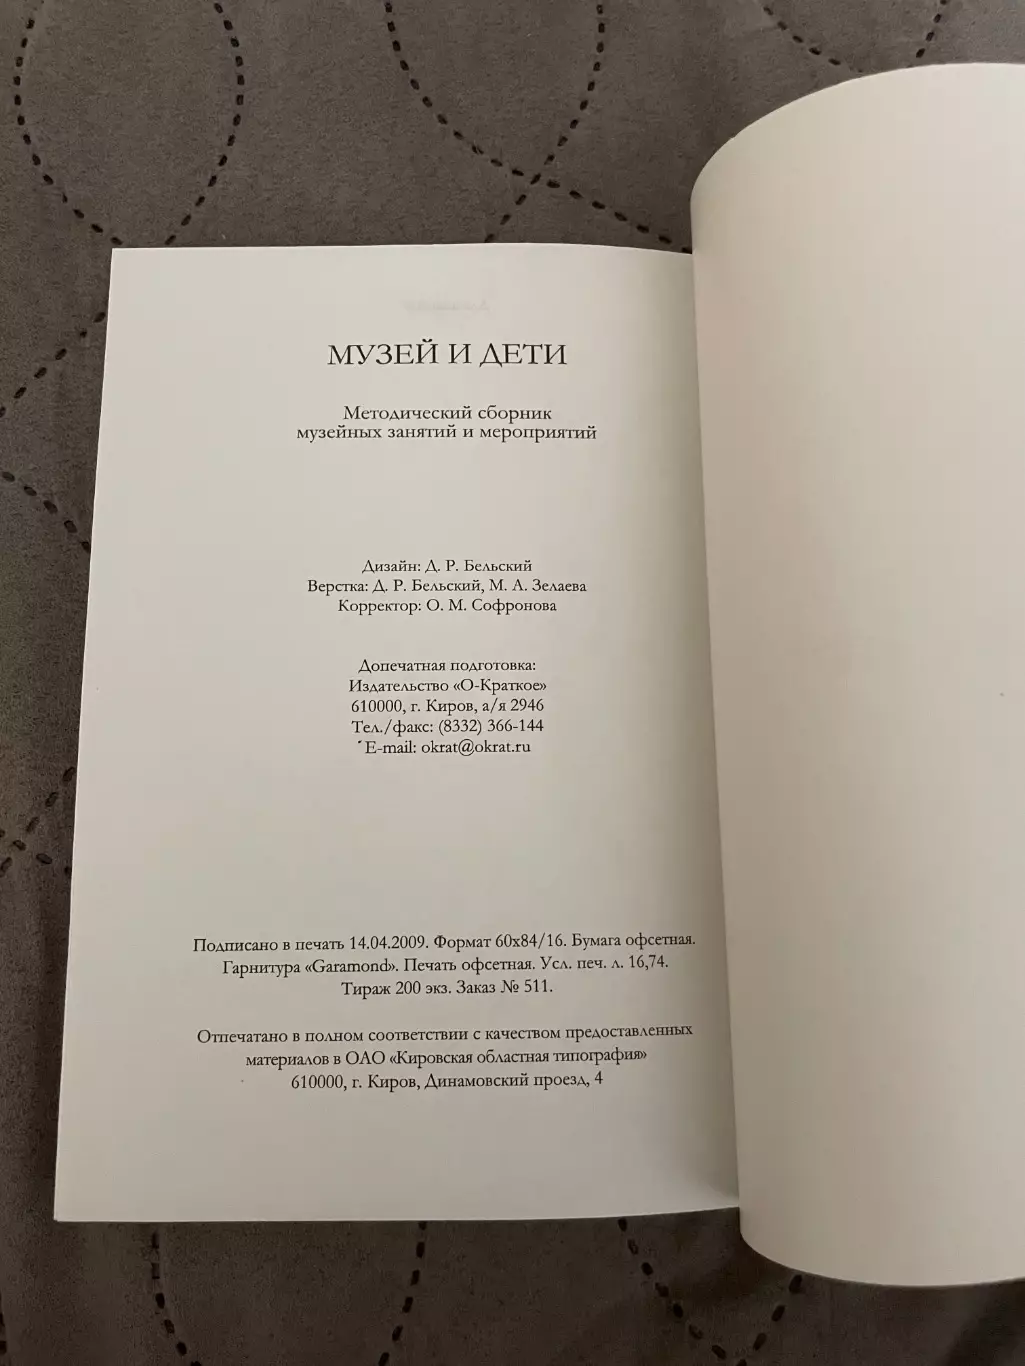 МУЗЕЙ И ДЕТИ
Методический сборник
музейных занятий и мероприятий
Дизайн: Д. Р. Бельский
Верстка: Д. Р. Бельский, М. А. Зелаева
Корректор: О. М. Софронова
Допечатная подготовка:
Издательство «О-Краткое»
610000, г. Киров, а/я 2946
Тел./факс: (8332) 366-144
E-mail: okrat@okrat.ru
Подписано в печать 14.04.2009. Формат 60х84/16. Бумага офсетная.
Гарнитура «Garamond». Печать офсетная. Усл. печ. л. 16,74.
Тираж 200 экз. Заказ № 511.
Отпечатано в полном соответствии с качеством предоставленных
материалов в ОАО «Кировская областная типография»
610000, г. Киров, Динамовский проезд, 4